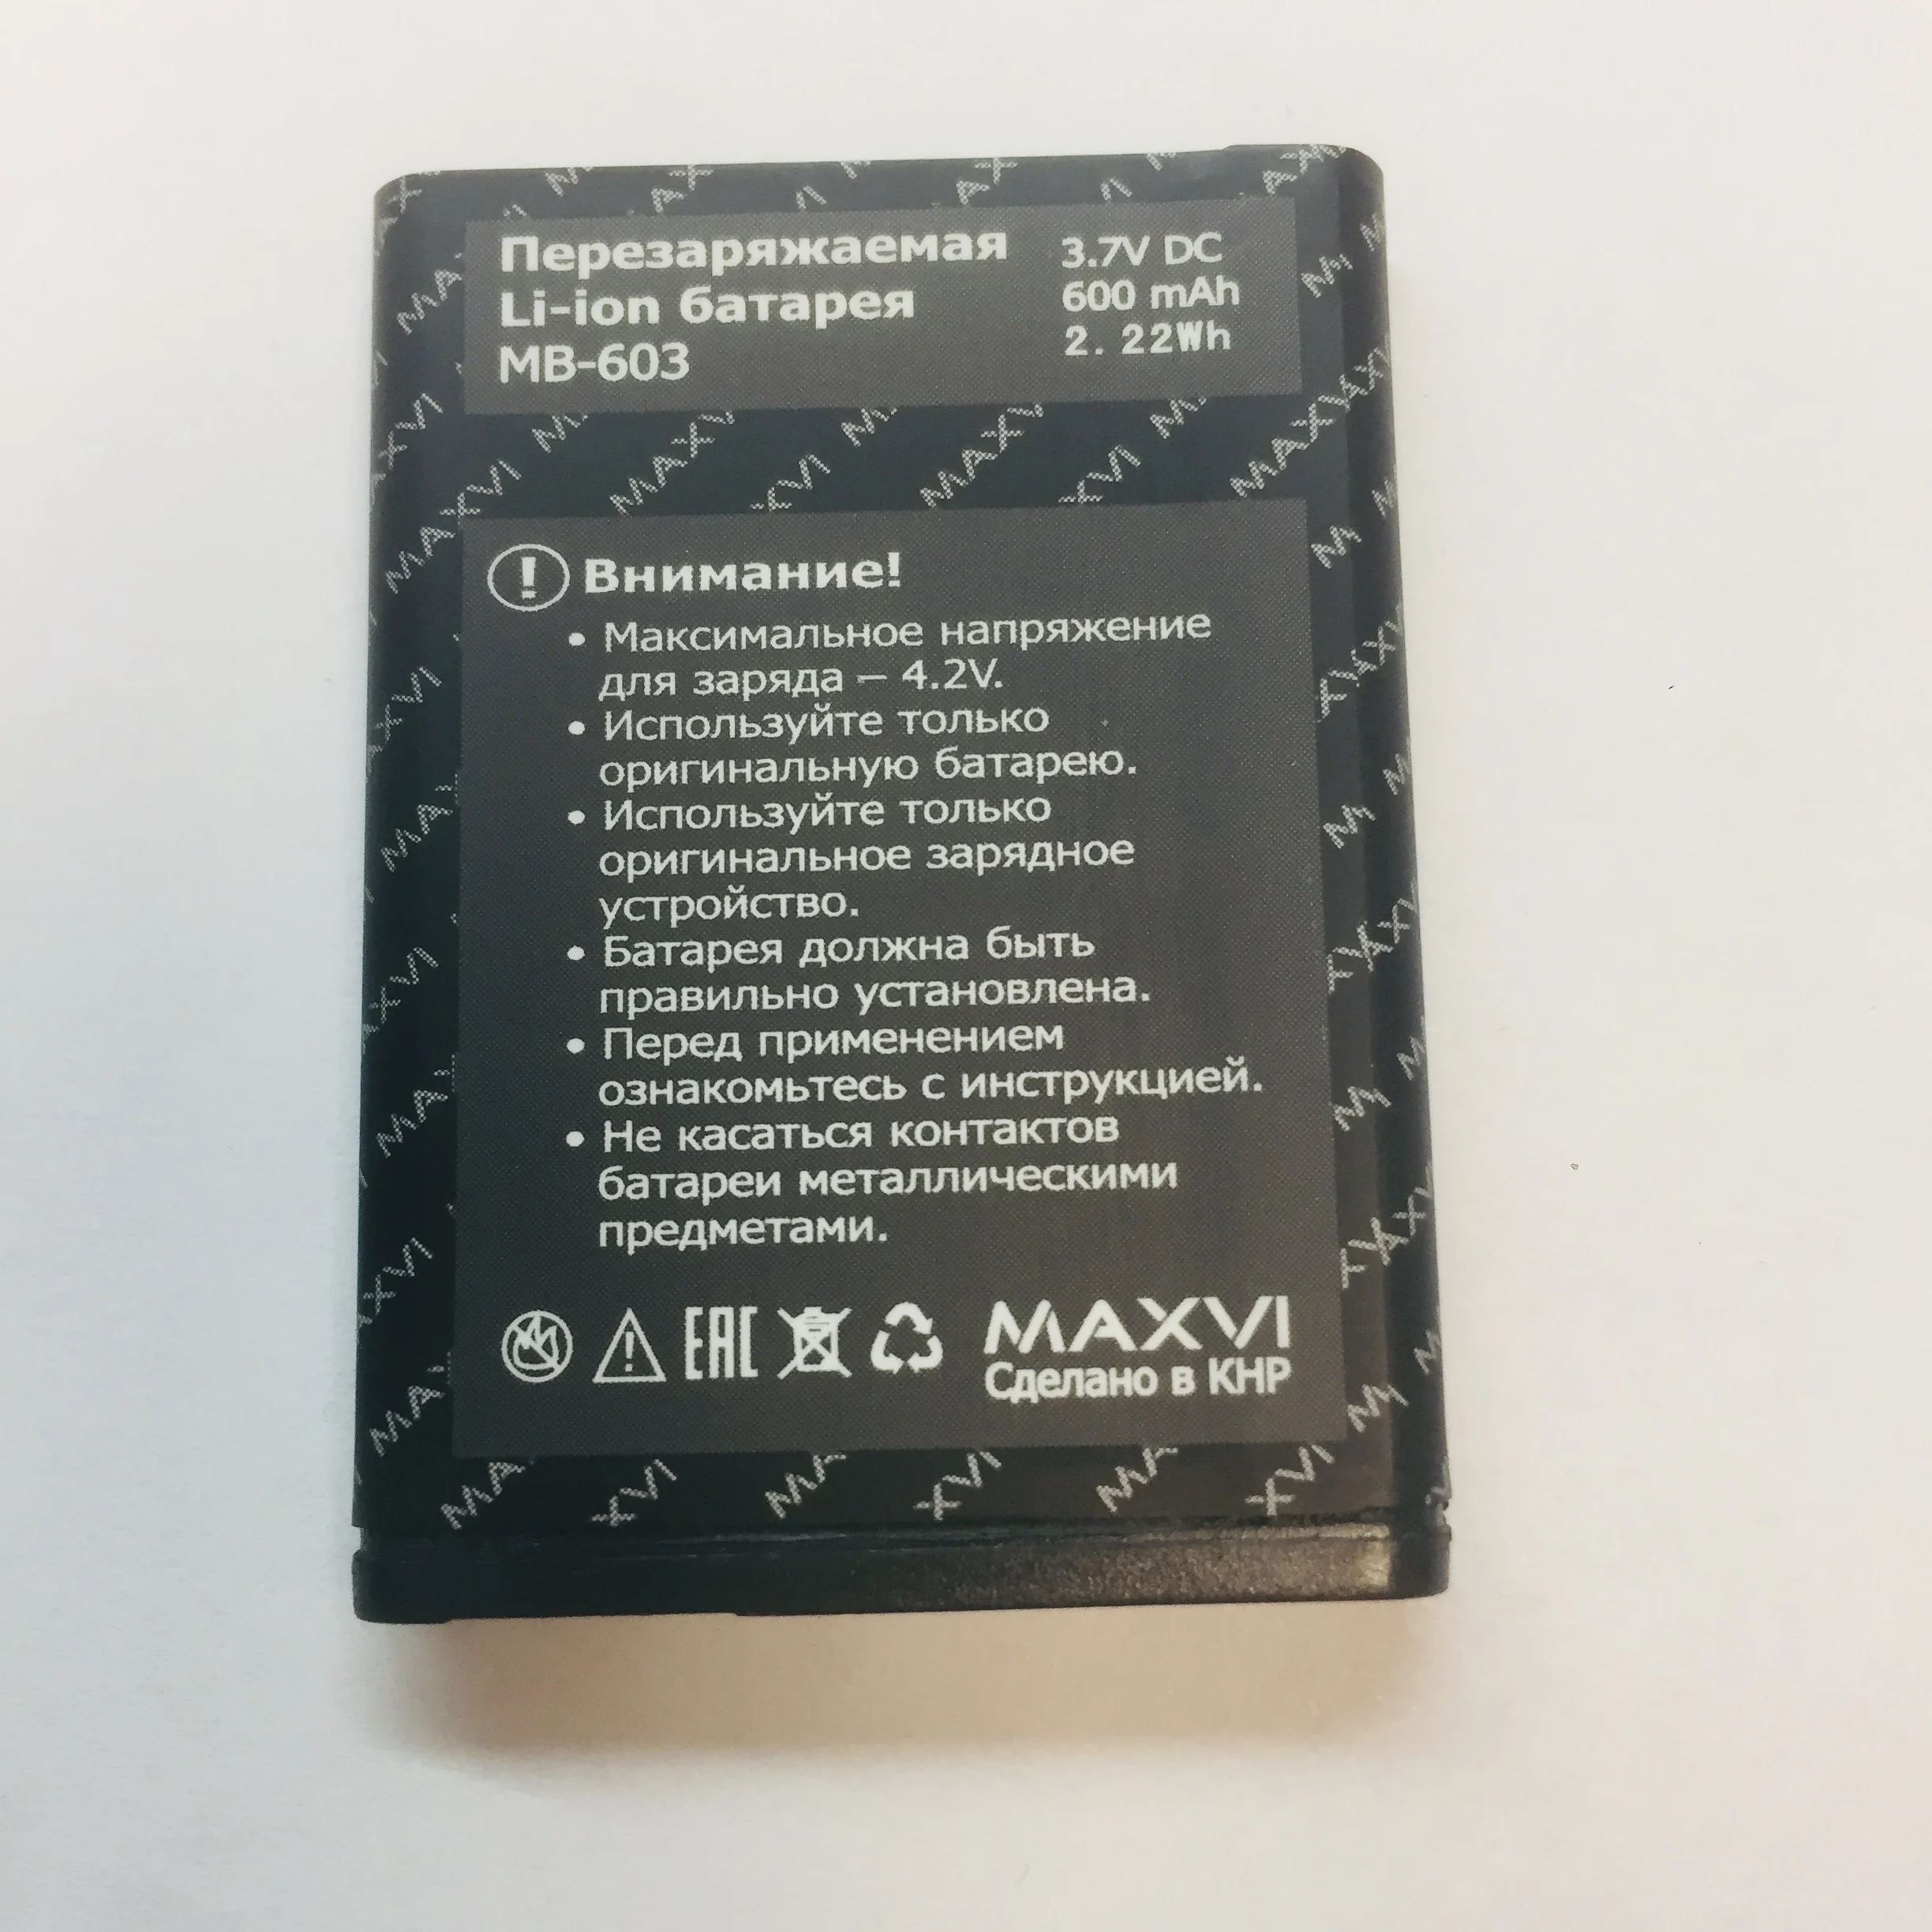 Перезаряжаемая
Li-ion батарея
MB-603
3.7V DC
600 mAh
2.22Wh
Внимание!
• Максимальное напряжение
для заряда – 4.2V.
• Используйте только
оригинальную батарею.
• Используйте только
оригинальное зарядное
устройство.
• Батарея должна быть
правильно установлена.
• Перед применением
ознакомьтесь с инструкцией.
• Не касаться контактов
батареи металлическими
предметами.
EAC
MAXVI
Сделано в КНР